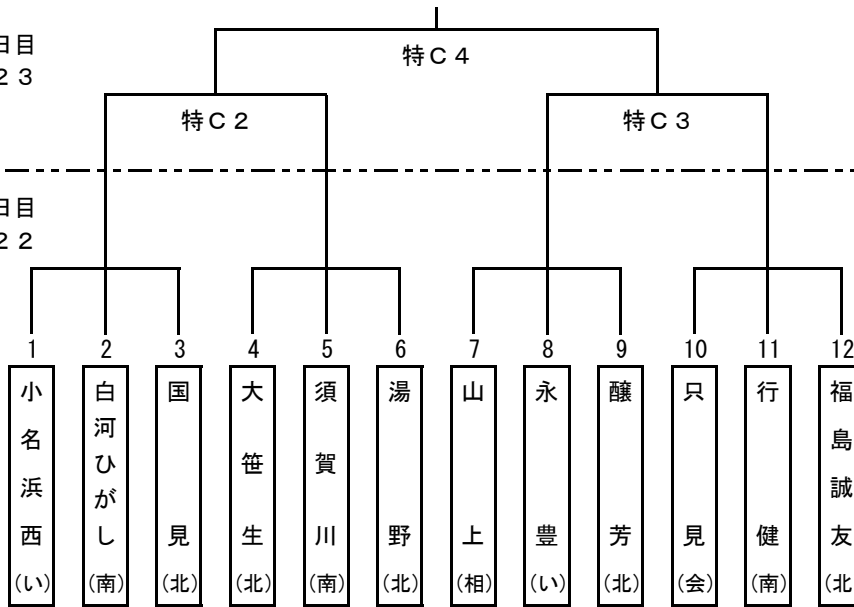 特Ｃ４
日目
２３
特Ｃ２
特Ｃ３
日目
２２
1
2
3
4
5
6
7
8
9
10
11
12
小名浜西
(い)
白河ひがし
(南)
国見
(北)
大笹生
(北)
須賀川
(南)
湯野
(北)
山上
(相)
永豊
(い)
醸芳
(北)
只見
(会)
行健
(南)
福島誠友
(北